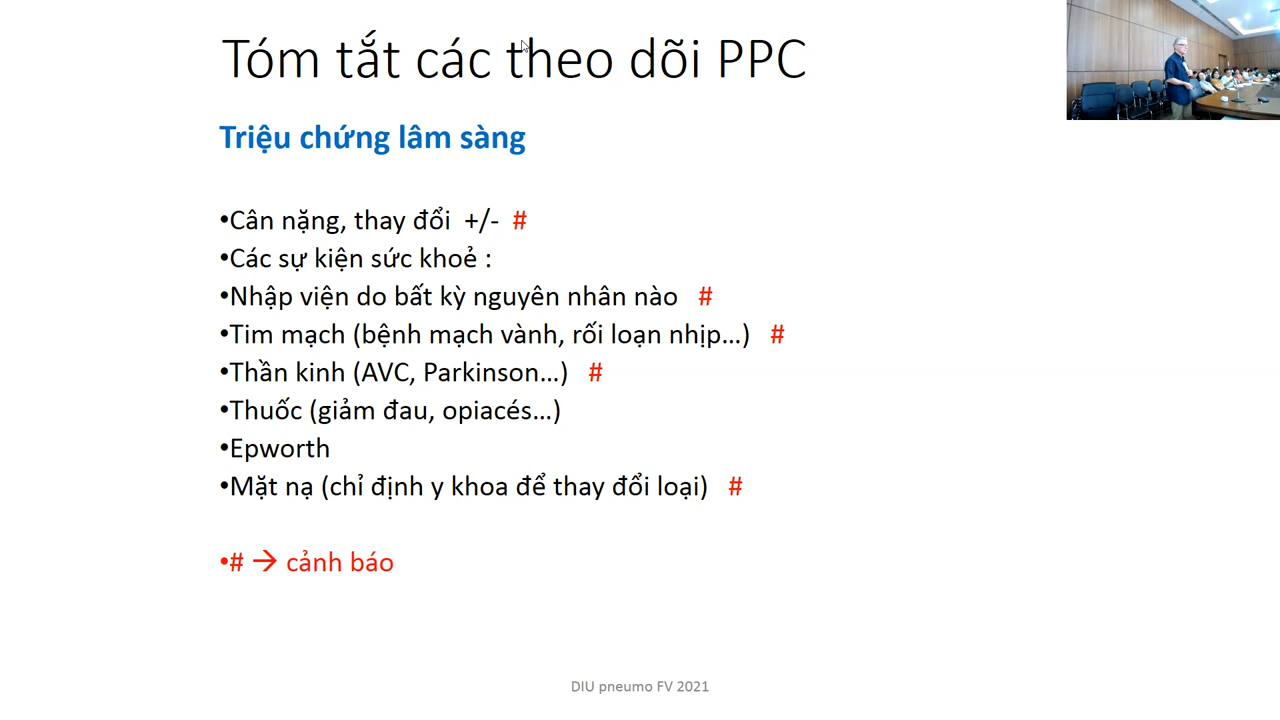 Tóm tắt các theo dõi PPC
Triệu chứng lâm sàng
•Cân nặng, thay đổi +/- #
•Các sự kiện sức khoẻ :
•Nhập viện do bất kỳ nguyên nhân nào #
•Tim mạch (bệnh mạch vành, rối loạn nhịp…) #
•Thần kinh (AVC, Parkinson…) #
•Thuốc (giảm đau, opiacés…)
•Epworth
•Mặt nạ (chỉ định y khoa để thay đổi loại) #
•# → cảnh báo
DIU pneumo FV 2021